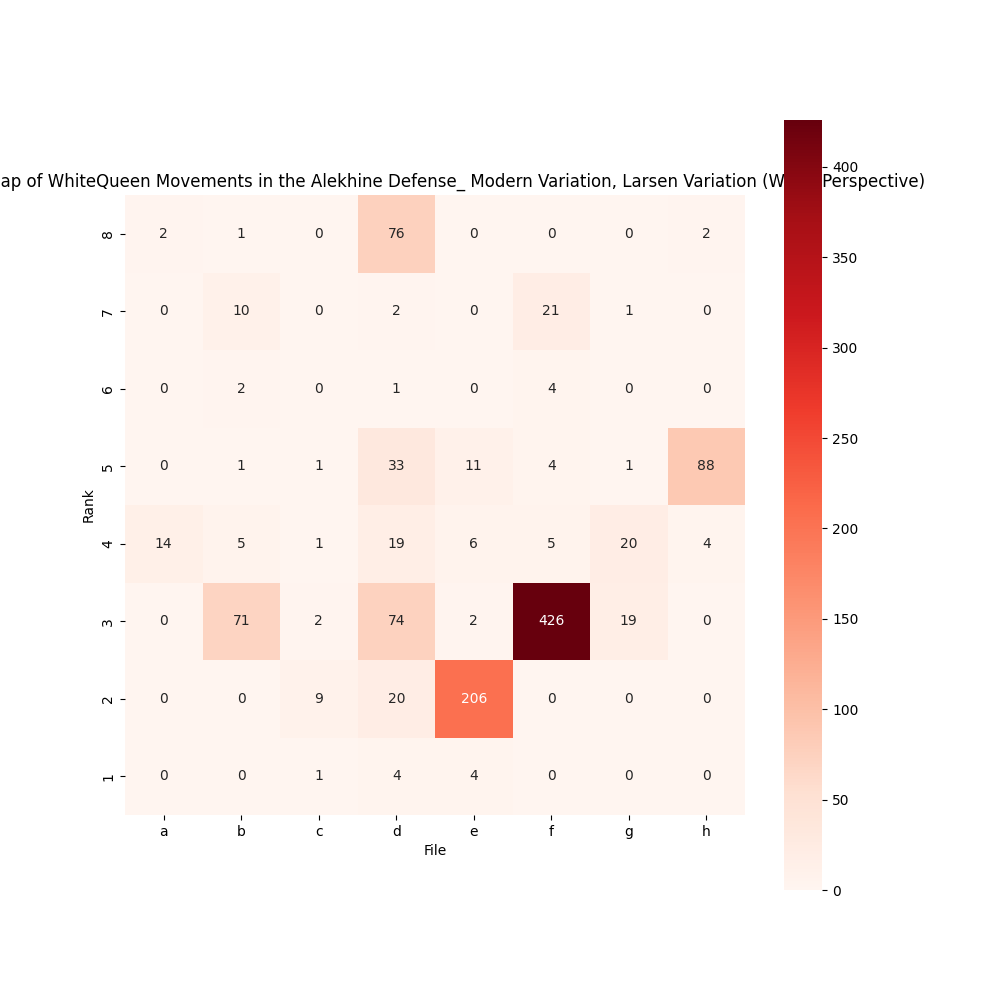 ap of WhiteQueen Movements in the Alekhine Defense_ Modern Variation, Larsen Variation (W Perspective)
8 2 1 0 76 0 0 0 2
7 0 10 0 2 0 21 1 0
6 0 2 0 1 0 4 0 0
5 0 1 1 33 11 4 1 88
4 14 5 1 19 6 5 20 4
3 0 71 2 74 2 426 19 0
2 0 0 9 20 206 0 0 0
1 0 0 1 4 4 0 0 0
a b c d e f g h
File
Rank
400
350
300
250
200
150
100
50
0